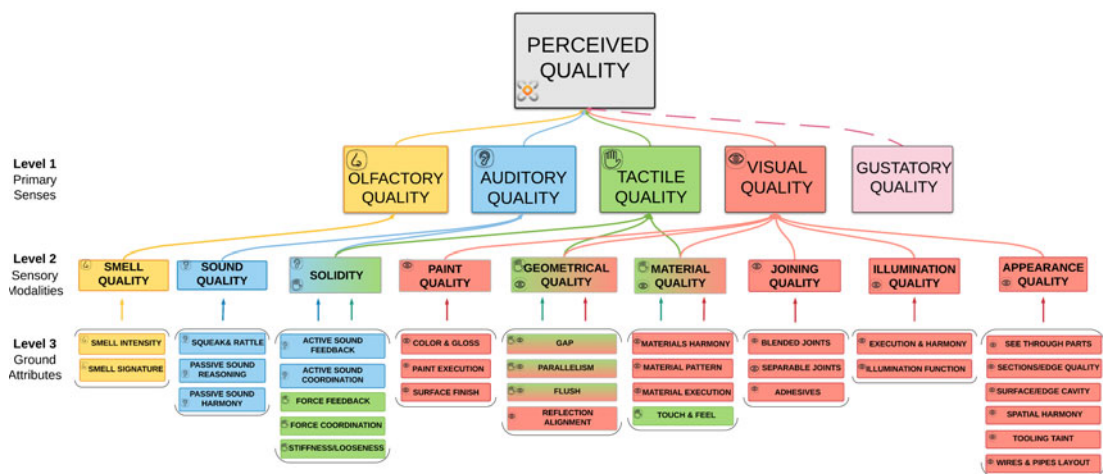 PERCEIVED
QUALITY
Level 1
Primary
Senses
OLFACTORY
QUALITY
AUDITORY
QUALITY
TACTILE
QUALITY
VISUAL
QUALITY
GUSTATORY
QUALITY
Level 2
Sensory
Modalities
SMELL
QUALITY
SOUND
QUALITY
SOLIDITY
PAINT
QUALITY
GEOMETRICAL
QUALITY
MATERIAL
QUALITY
JOINING
QUALITY
ILLUMINATION
QUALITY
APPEARANCE
QUALITY
Level 3
Ground
Attributes
SMELL INTENSITY
SMELL SIGNATURE
SQUEAK& RATTLE
PASSIVE SOUND
REASONING
PASSIVE SOUND
HARMONY
ACTIVE SOUND
FEEDBACK
ACTIVE SOUND
COORDINATION
FORCE FEEDBACK
FORCE COORDINATION
STIFFNESS/LOOSENESS
COLOR & GLOSS
PAINT EXECUTION
SURFACE FINISH
GAP
PARALLELISM
FLUSH
REFLECTION
ALIGNMENT
MATERIALS HARMONY
MATERIAL PATTERN
MATERIAL EXECUTION
TOUCH & FEEL
BLENDED JOINTS
SEPARABLE JOINTS
ADHESIVES
EXECUTION & HARMONY
ILLUMINATION FUNCTION
SEE THROUGH PARTS
SECTIONS/EDGE QUALITY
SURFACE/EDGE CAVITY
SPATIAL HARMONY
TOOLING TAINT
WIRES & PIPES LAYOUT